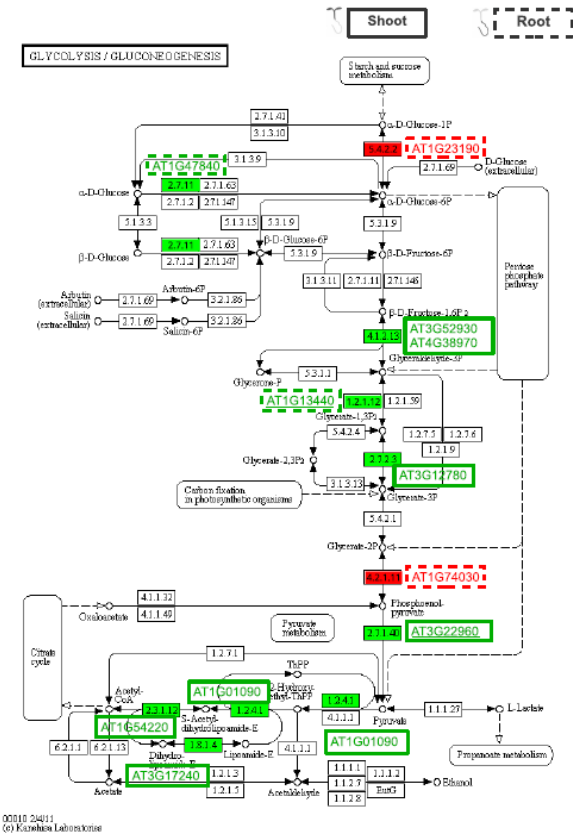 Shoot
Root
GLYCOLYSIS / GLUCONEOGENESIS
Starch and sucrose
metabolism
2.7.1.41
3.1.3.10
α-D-Glucose-1P
5.4.2.2
AT1G23190
AT1G47840
3.1.3.9
2.7.1.69
D-Glucose
(extracellular)
2.7.11
2.7.1.63
α-D-Glucose
2.7.1.2
2.7.1.147
α-D-Glucose-6P
5.1.3.3
5.3.1.15
5.3.1.9
5.3.1.9
β-D-Glucose-6P
2.7.11
2.7.1.63
β-D-Glucose
2.7.1.2
2.7.1.147
5.3.1.9
β-D-Fructose-6P
Pentose
phosphate
pathway
3.1.3.11
2.7.1.11
2.7.1.146
Arbutin
(extracellular)
2.7.1.69
Arbutin-6P
3.2.1.86
Salicin
(extracellular)
2.7.1.69
Salicin-6P
3.2.1.86
β-D-Fructose-1,6P2
4.1.2.13
AT3G52930
AT4G38970
Glyceraldehyde-3P
Glycerone-P
5.3.1.1
AT1G13440
1.2.1.12
1.2.1.59
Glycerate-1,3P2
5.4.2.4
1.2.7.5
1.2.7.6
1.2.1.9
Glycerate-2,3P2
2.7.2.3
AT3G12780
3.1.3.13
Glycerate-3P
Carbon fixation
in photosynthetic organisms
5.4.2.1
Glycerate-2P
4.2.1.11
AT1G74030
4.1.1.32
4.1.1.49
Oxaloacetate
Phosphoenol-
pyruvate
Pyruvate
metabolism
2.7.1.40
AT3G22960
Citrate
cycle
1.2.7.1
ThPP
AT1G01090
2-Hydroxy-
ethyl-ThPP
Acetyl-
CoA
2.3.1.12
S-Acetyl-
dihydrolipoamide-E
1.2.4.1
1.2.4.1
4.1.1.1
Pyruvate
1.1.1.27
L-Lactate
AT1G54220
1.8.1.4
Dihydro-
Lipoamide-E
AT1G01090
6.2.1.1
6.2.1.13
4.1.1.1
Propanoate metabolism
AT3G17240
1.2.1.3
1.2.1.5
Acetate
Acetaldehyde
1.1.1.1
1.1.1.2
1.1.2.7
EutG
1.1.2.8
Ethanol
00010 2/4/11
(c) Kanehisa Laboratories